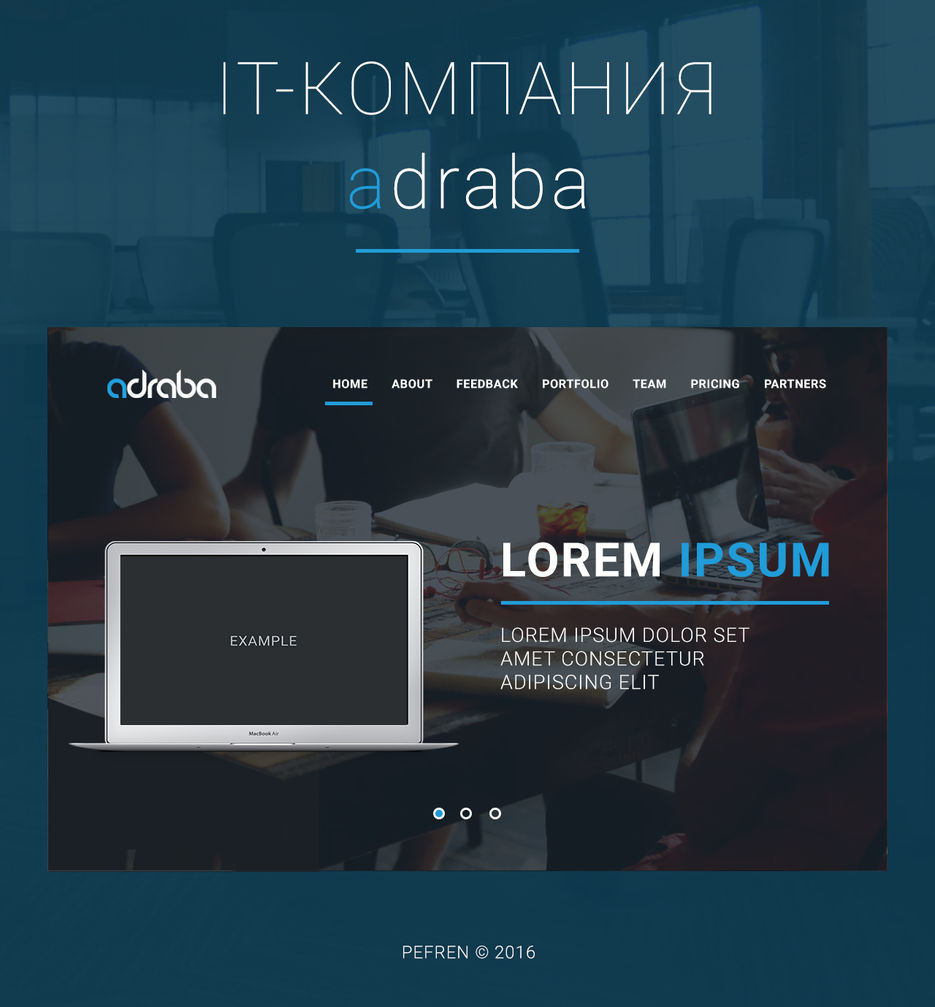 IT-КОМПАНИЯ
adraba
adraba
HOME ABOUT FEEDBACK PORTFOLIO TEAM PRICING PARTNERS
LOREM IPSUM
LOREM IPSUM DOLOR SET
AMET CONSECTETUR
ADIPISCING ELIT
EXAMPLE
MacBook Air
PEFREN © 2016